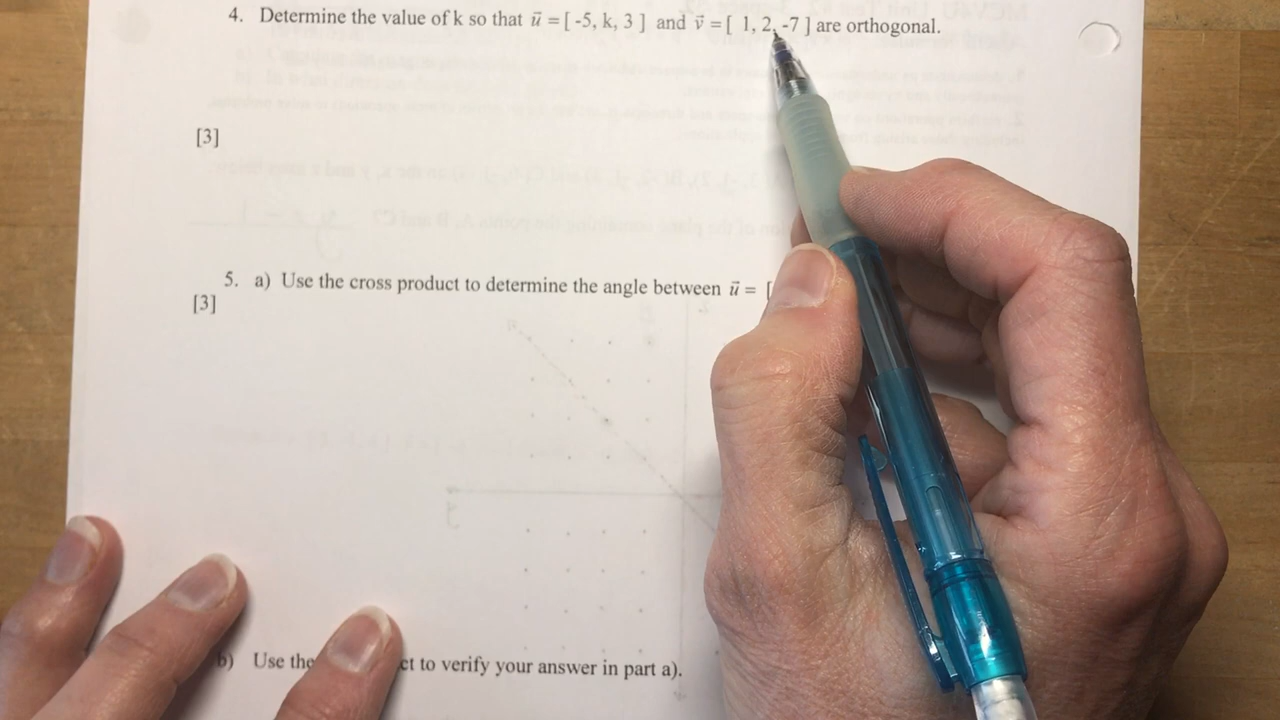 4. Determine the value of k so that u⃗ = [ -5, k, 3 ] and v⃗ = [ 1, 2, -7 ] are orthogonal.
[3]
5. a) Use the cross product to determine the angle between u⃗ = [
[3]
b) Use the ct to verify your answer in part a).